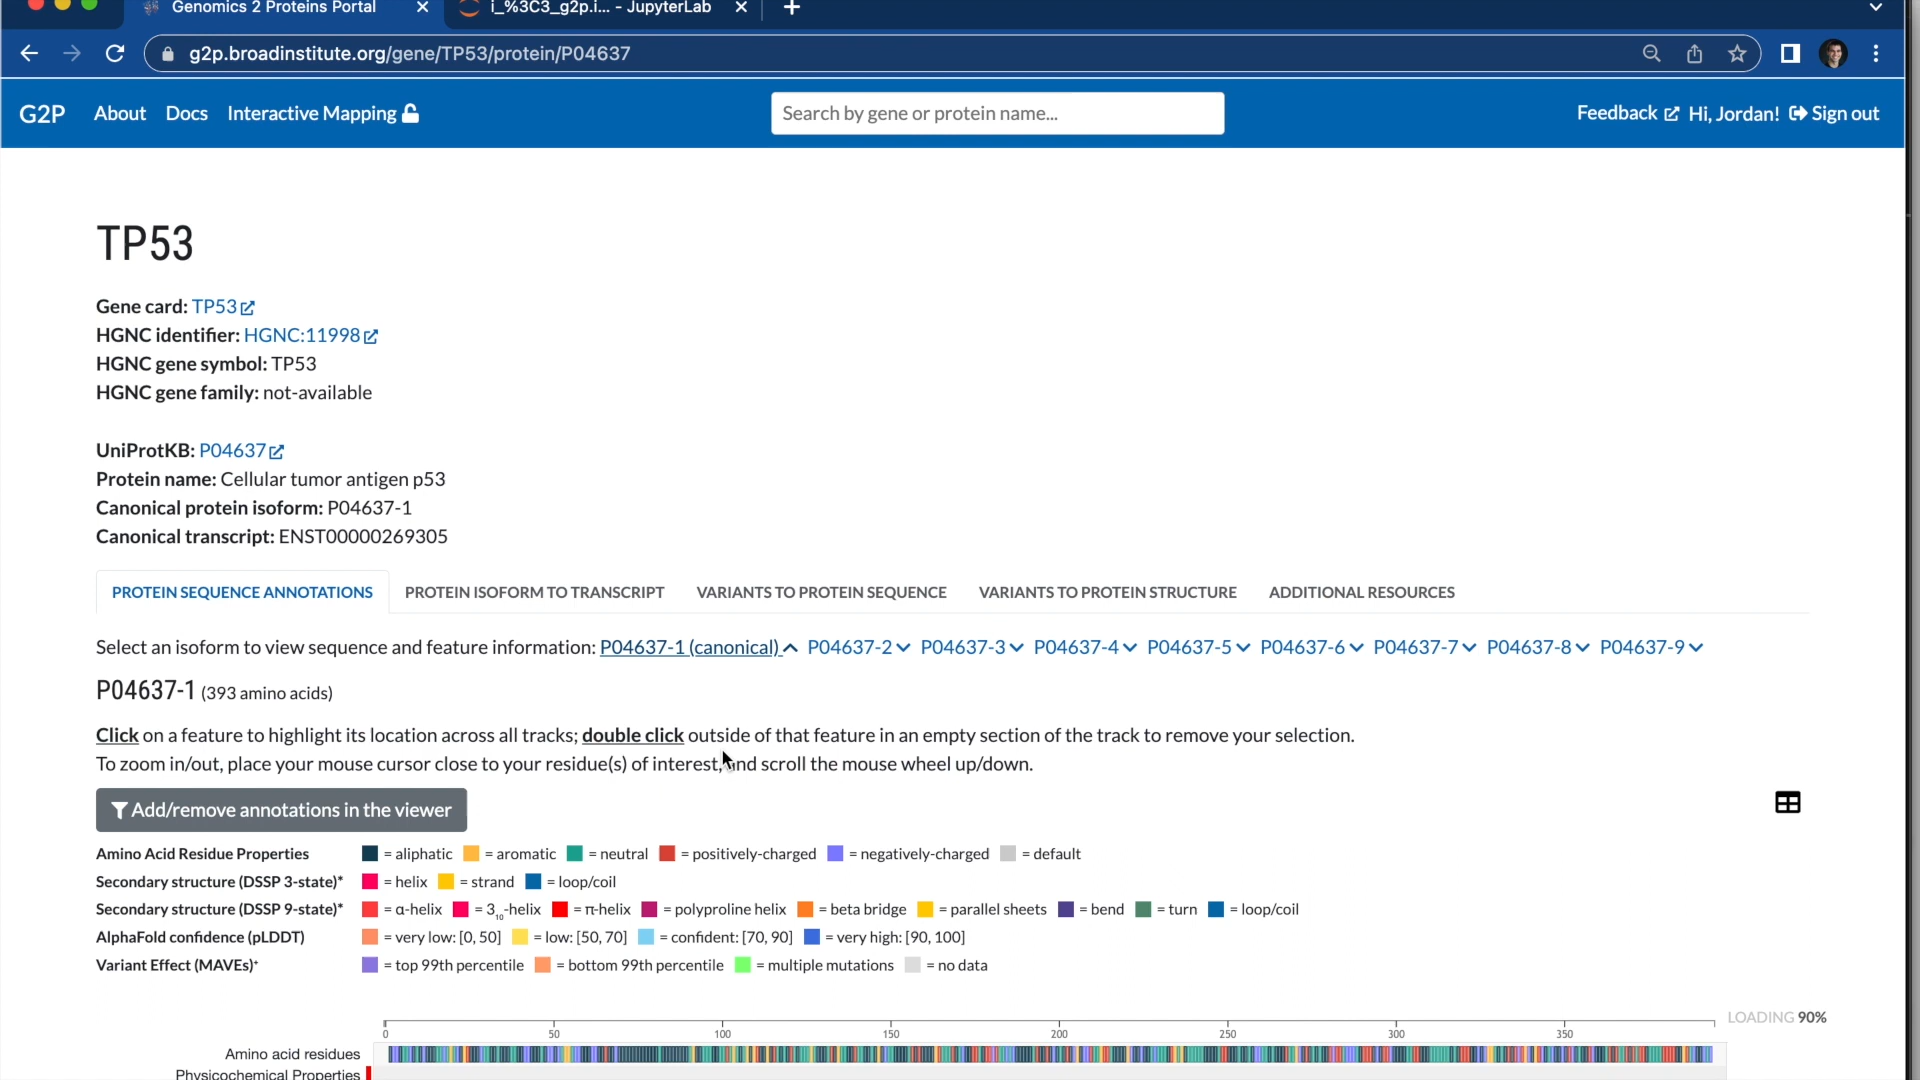 Genomics 2 Proteins Portal
i_%3C3_g2p.i... - JupyterLab
g2p.broadinstitute.org/gene/TP53/protein/P04637
G2P About Docs Interactive Mapping
Search by gene or protein name...
Feedback Hi, Jordan! Sign out
TP53
Gene card: TP53
HGNC identifier: HGNC:11998
HGNC gene symbol: TP53
HGNC gene family: not-available
UniProtKB: P04637
Protein name: Cellular tumor antigen p53
Canonical protein isoform: P04637-1
Canonical transcript: ENST00000269305
PROTEIN SEQUENCE ANNOTATIONS PROTEIN ISOFORM TO TRANSCRIPT VARIANTS TO PROTEIN SEQUENCE VARIANTS TO PROTEIN STRUCTURE ADDITIONAL RESOURCES
Select an isoform to view sequence and feature information: P04637-1 (canonical) P04637-2 P04637-3 P04637-4 P04637-5 P04637-6 P04637-7 P04637-8 P04637-9
P04637-1 (393 amino acids)
Click on a feature to highlight its location across all tracks; double click outside of that feature in an empty section of the track to remove your selection.
To zoom in/out, place your mouse cursor close to your residue(s) of interest, and scroll the mouse wheel up/down.
Add/remove annotations in the viewer
Amino Acid Residue Properties = aliphatic = aromatic = neutral = positively-charged = negatively-charged = default
Secondary structure (DSSP 3-state)* = helix = strand = loop/coil
Secondary structure (DSSP 9-state)* = α-helix = 3₁₀-helix = π-helix = polyproline helix = beta bridge = parallel sheets = bend = turn = loop/coil
AlphaFold confidence (pLDDT) = very low: [0, 50] = low: [50, 70] = confident: [70, 90] = very high: [90, 100]
Variant Effect (MAVEs)⁺ = top 99th percentile = bottom 99th percentile = multiple mutations = no data
LOADING 90%
0 50 100 150 200 250 300 350
Amino acid residues
Physicochemical Properties